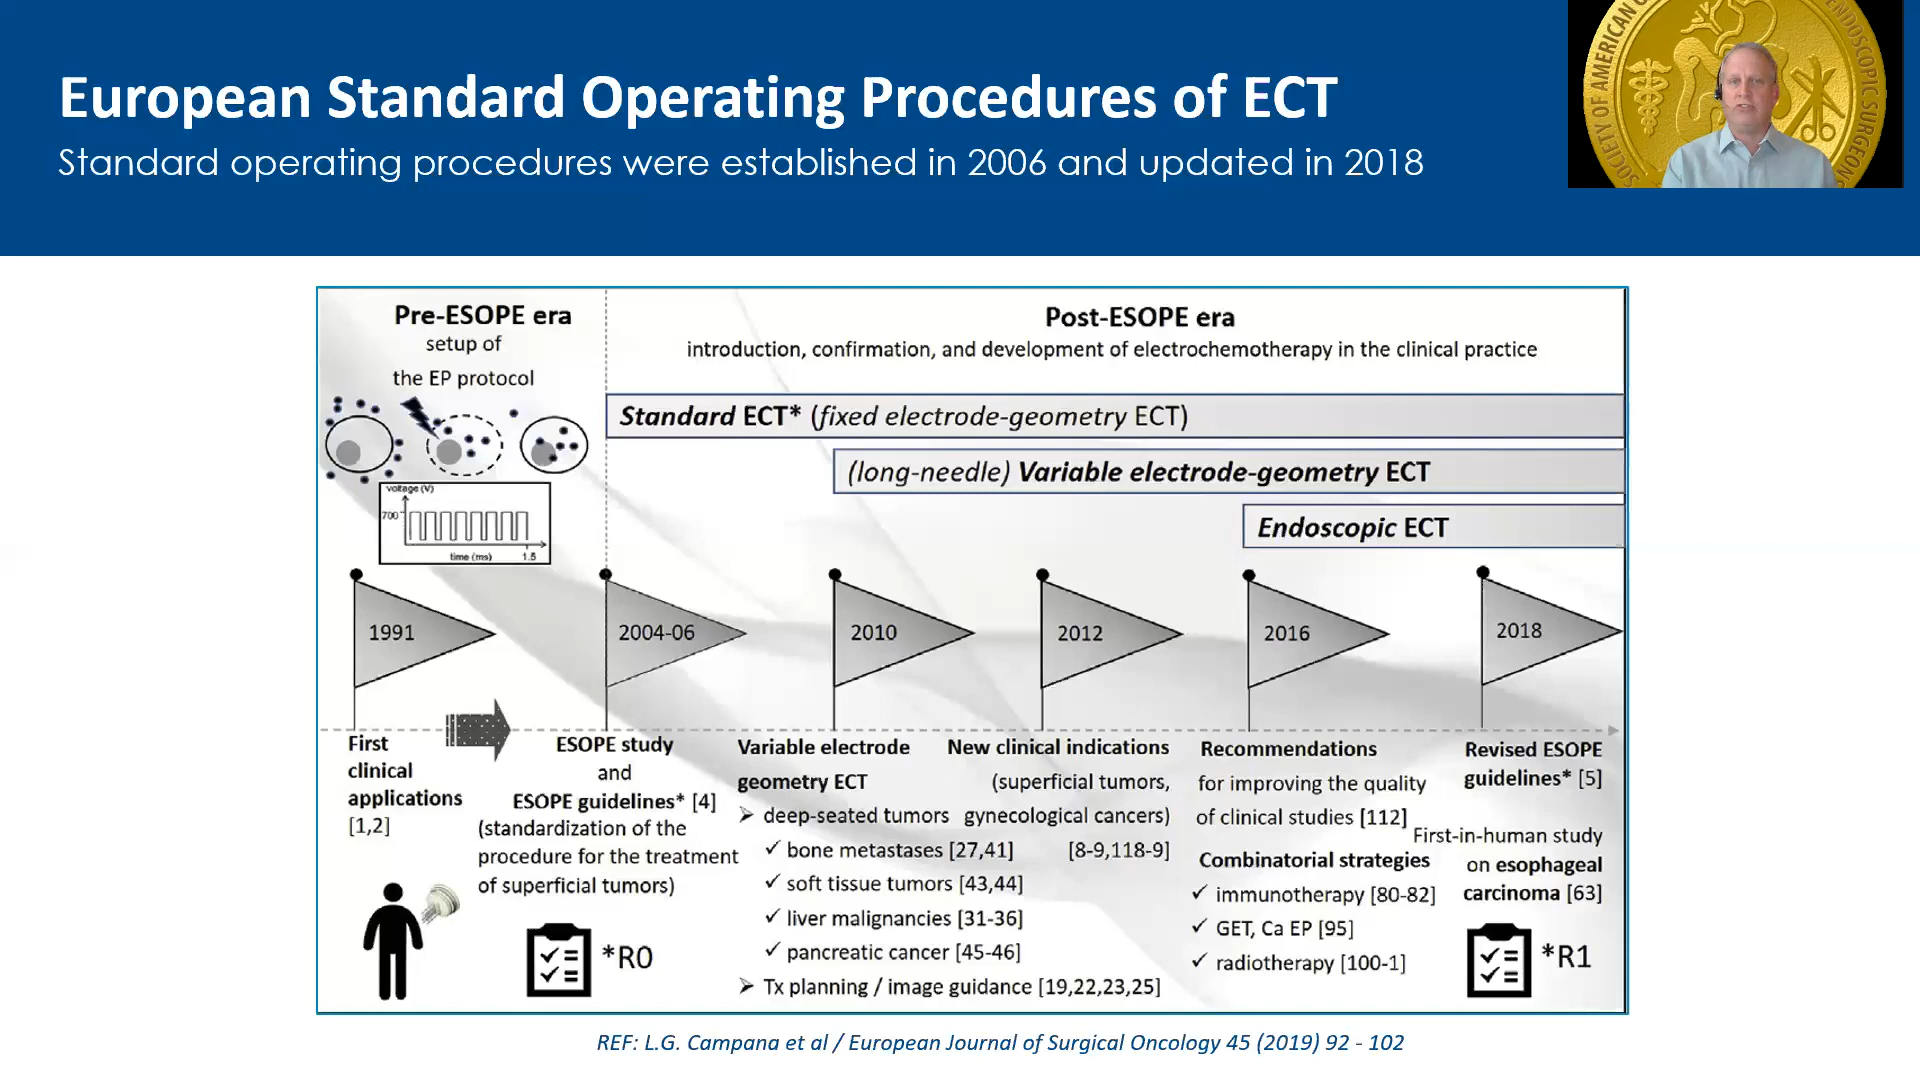 European Standard Operating Procedures of ECT
Standard operating procedures were established in 2006 and updated in 2018
SOCIETY OF AMERICAN
ENDOSCOPIC SURGEONS
Pre-ESOPE era
setup of
the EP protocol
voltage (V)
700
time (ms)
1.5
Post-ESOPE era
introduction, confirmation, and development of electrochemotherapy in the clinical practice
Standard ECT* (fixed electrode-geometry ECT)
(long-needle) Variable electrode-geometry ECT
Endoscopic ECT
1991
2004-06
2010
2012
2016
2018
First
clinical
applications
[1,2]
ESOPE study
and
ESOPE guidelines* [4]
(standardization of the
procedure for the treatment
of superficial tumors)
*R0
Variable electrode
geometry ECT
➤ deep-seated tumors
✓ bone metastases [27,41]
✓ soft tissue tumors [43,44]
✓ liver malignancies [31-36]
✓ pancreatic cancer [45-46]
➤ Tx planning / image guidance [19,22,23,25]
New clinical indications
(superficial tumors,
gynecological cancers)
[8-9,118-9]
Recommendations
for improving the quality
of clinical studies [112]
Combinatorial strategies
✓ immunotherapy [80-82]
✓ GET, Ca EP [95]
✓ radiotherapy [100-1]
Revised ESOPE
guidelines* [5]
First-in-human study
on esophageal
carcinoma [63]
*R1
REF: L.G. Campana et al / European Journal of Surgical Oncology 45 (2019) 92 - 102